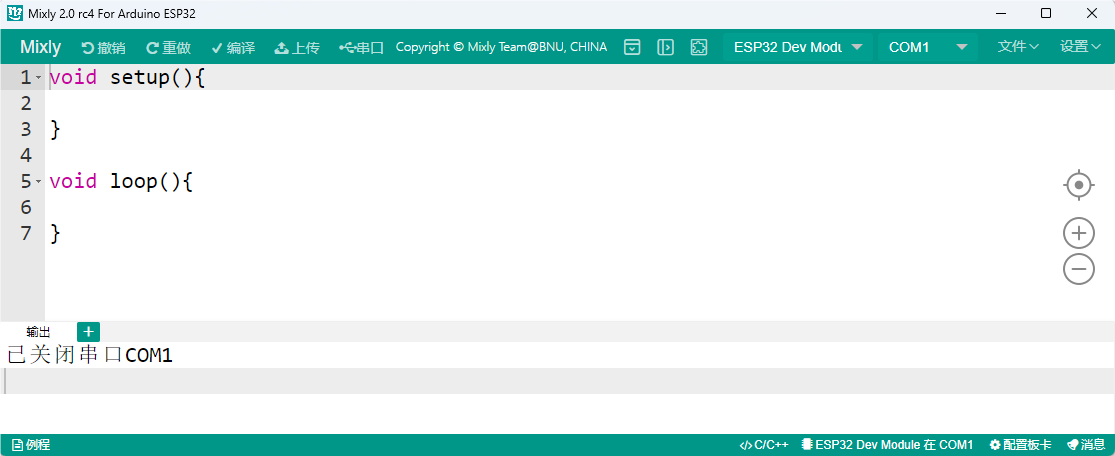 Mixly 2.0 rc4 For Arduino ESP32
Mixly 撤销 重做 编译 上传 串口 Copyright © Mixly Team@BNU, CHINA ESP32 Dev Modu COM1 文件 设置
1 void setup(){
2
3 }
4
5 void loop(){
6
7 }
输出 +
已关闭串口COM1
例程 </> C/C++ ESP32 Dev Module 在 COM1 配置板卡 消息